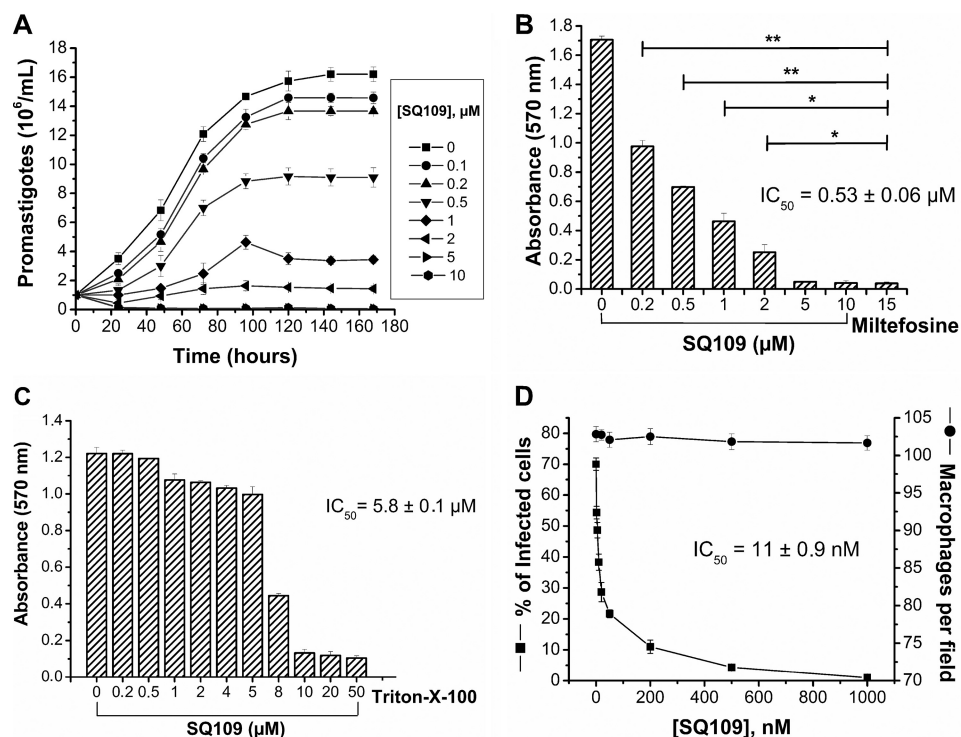 A
Promastigotes (10⁶/mL)
18
16
14
12
10
8
6
4
2
0
0 20 40 60 80 100 120 140 160 180
Time (hours)
[SQ109], µM
0
0.1
0.2
0.5
1
2
5
10
B
Absorbance (570 nm)
1.8
1.6
1.4
1.2
1.0
0.8
0.6
0.4
0.2
0.0
**
**
*
*
IC₅₀ = 0.53 ± 0.06 µM
0 0.2 0.5 1 2 5 10 15
Miltefosine
SQ109 (µM)
C
Absorbance (570 nm)
1.4
1.2
1.0
0.8
0.6
0.4
0.2
0.0
IC₅₀ = 5.8 ± 0.1 µM
0 0.2 0.5 1 2 4 5 8 10 20 50
Triton-X-100
SQ109 (µM)
D
% of Infected cells
80
70
60
50
40
30
20
10
0
IC₅₀ = 11 ± 0.9 nM
105
100
95
90
85
80
75
70
Macrophages per field
0 200 400 600 800 1000
[SQ109], nM